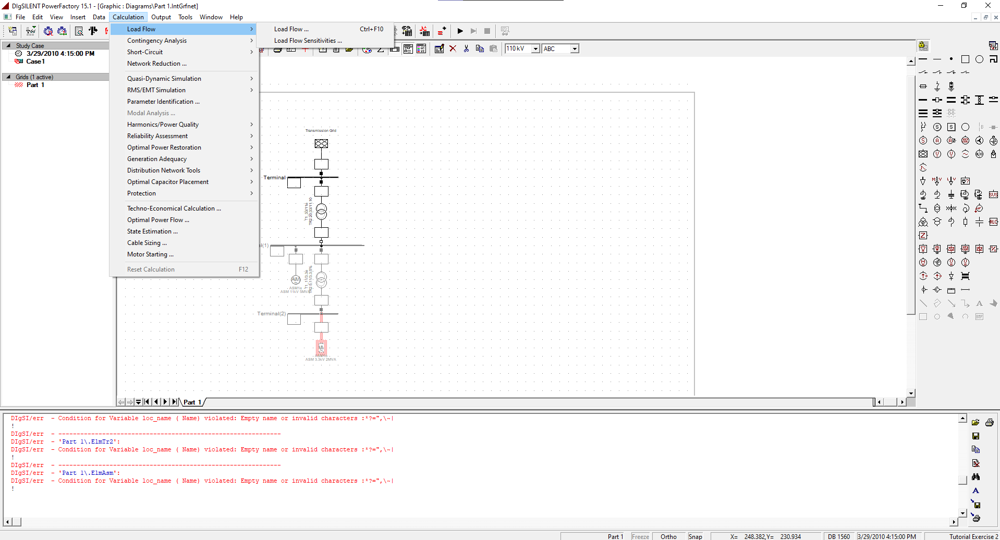 DIgSILENT PowerFactory 15.1 - [Graphic : Diagrams\Part 1.IntGrfnet]
File Edit View Insert Data Calculation Output Tools Window Help
Study Case
3/29/2010 4:15:00 PM
Case1
Grids (1 active)
Part 1
Load Flow
Contingency Analysis
Short-Circuit
Network Reduction ...
Quasi-Dynamic Simulation
RMS/EMT Simulation
Parameter Identification ...
Modal Analysis ...
Harmonics/Power Quality
Reliability Assessment
Optimal Power Restoration
Generation Adequacy
Distribution Network Tools
Optimal Capacitor Placement
Protection
Techno-Economical Calculation ...
Optimal Power Flow ...
State Estimation ...
Cable Sizing ...
Motor Starting ...
Reset Calculation F12
Load Flow ... Ctrl+F10
Load Flow Sensitivities ...
110 kV ABC
Transmission Grid
Terminal
T1_33/11a
TR2 20;33/11;10
(1)
AM
ASM1a
ASM 11kV 5MVA
T1_11/3.3a
TR2 5;11/3.3;5%
Terminal(2)
AM
ASM 3.3kV 2MVA
Part 1
DIgSI/err - Condition for Variable loc_name ( Name) violated: Empty name or invalid characters :*?=",\~|
!
DIgSI/err - -------------------------------------------------------------
DIgSI/err - 'Part 1\.ElmTr2':
DIgSI/err - Condition for Variable loc_name ( Name) violated: Empty name or invalid characters :*?=",\~|
!
DIgSI/err - -------------------------------------------------------------
DIgSI/err - 'Part 1\.ElmAsm':
DIgSI/err - Condition for Variable loc_name ( Name) violated: Empty name or invalid characters :*?=",\~|
!
Part 1 Freeze Ortho Snap X= 248.382,Y= 230.934 DB 1560 3/29/2010 4:15:00 PM Tutorial Exercise 2